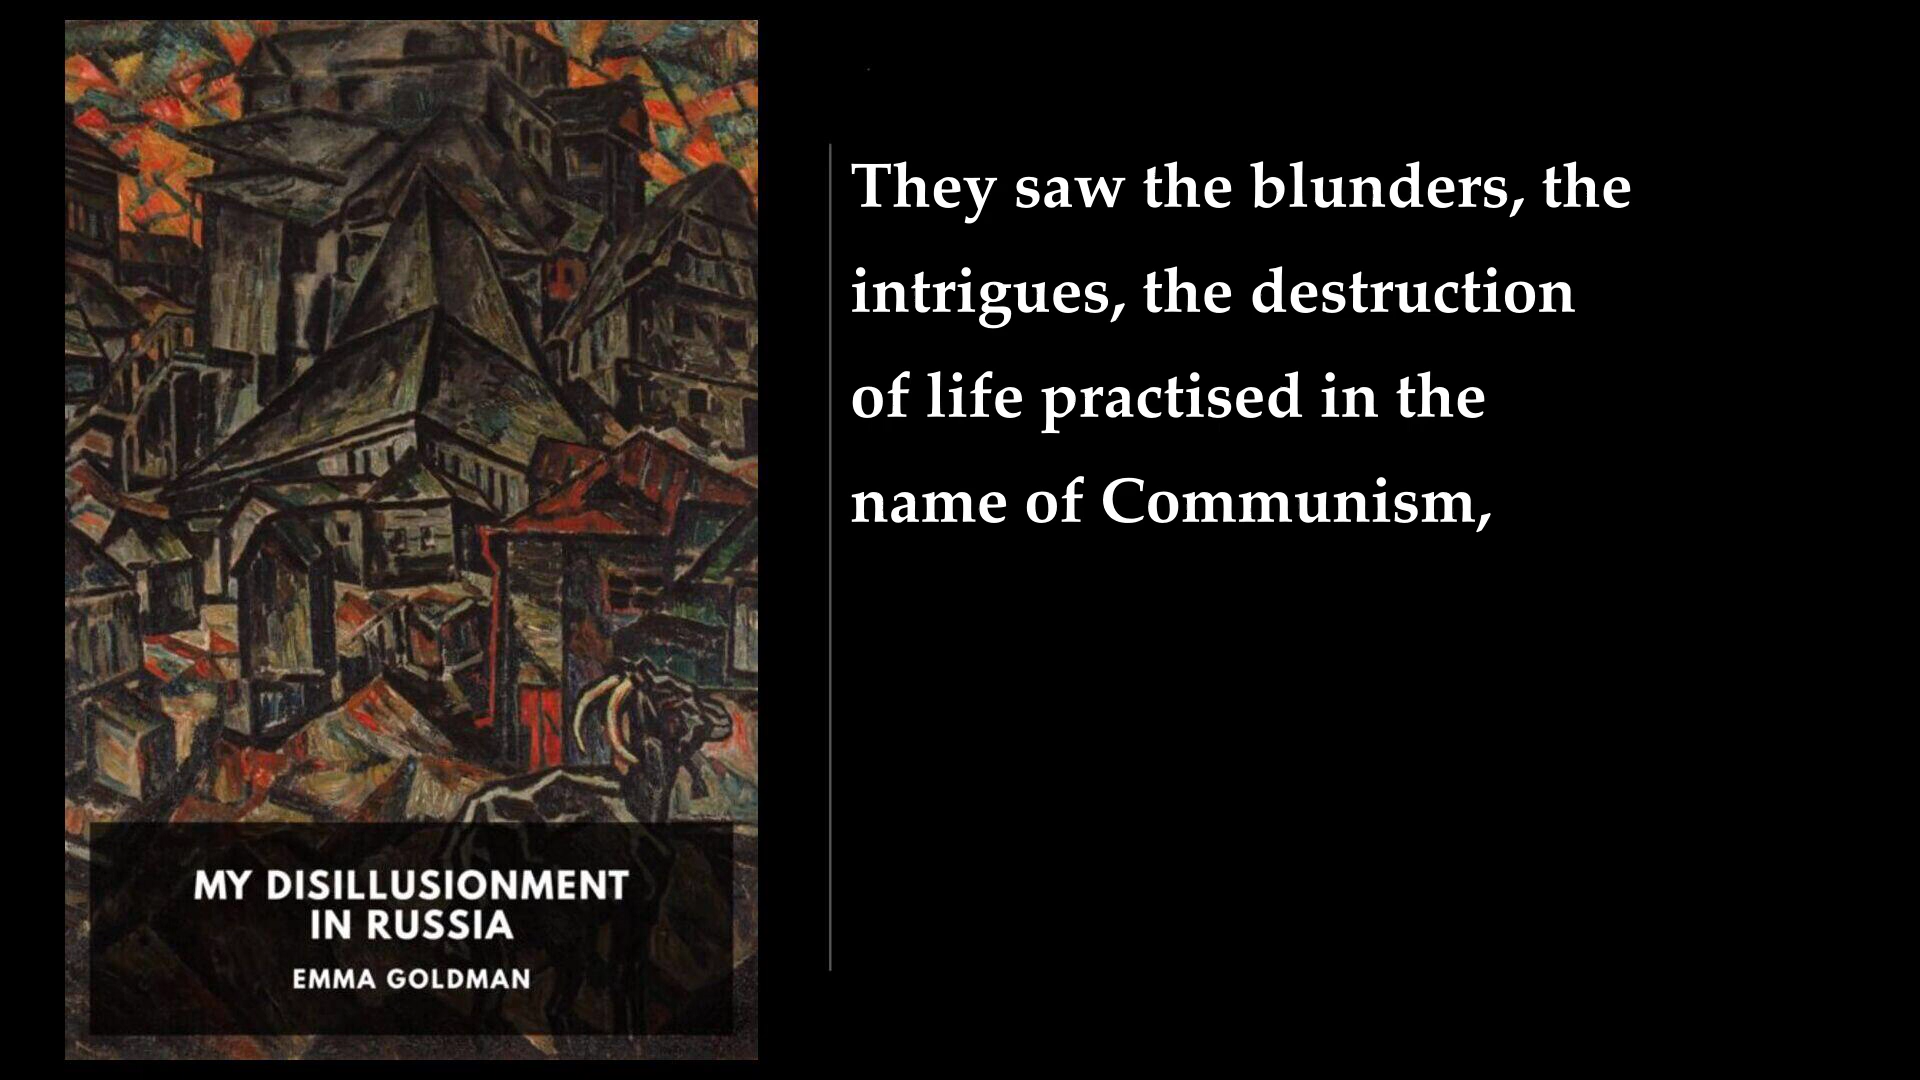 They saw the blunders, the
intrigues, the destruction
of life practised in the
name of Communism,
MY DISILLUSIONMENT
IN RUSSIA
EMMA GOLDMAN